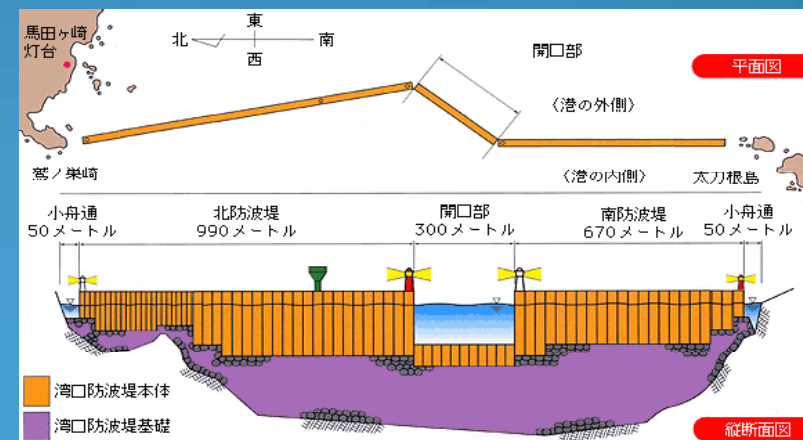 馬田ヶ崎
灯台
東
北
南
西
開口部
平面図
〈港の外側〉
鷲ノ巣崎
〈港の内側〉
太刀根島
小舟通
50メートル
北防波堤
990メートル
開口部
300メートル
南防波堤
670メートル
小舟通
50メートル
湾口防波堤本体
湾口防波堤基礎
縦断面図